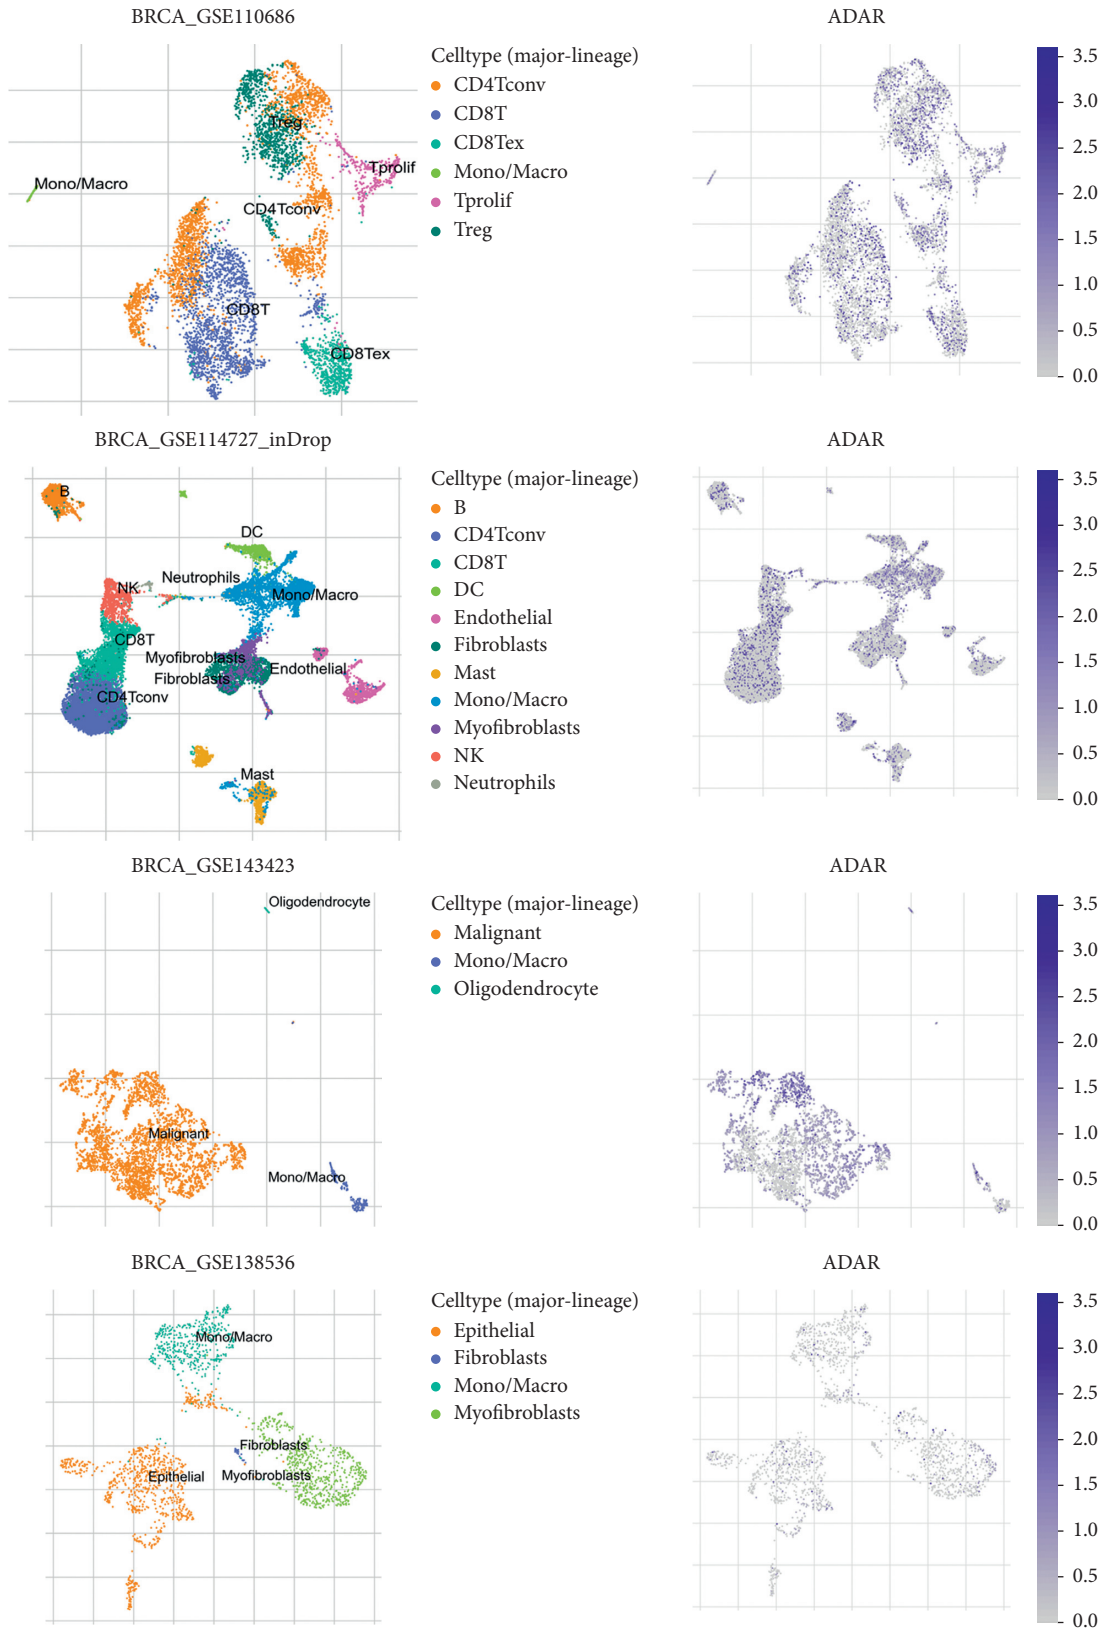 BRCA_GSE110686
ADAR
Celltype (major-lineage)
CD4Tconv
CD8T
CD8Tex
Mono/Macro
Tprolif
Treg
Treg
Tprolif
Mono/Macro
CD4Tconv
CD8T
CD8Tex
3.5
3.0
2.5
2.0
1.5
1.0
0.5
0.0
BRCA_GSE114727_inDrop
ADAR
Celltype (major-lineage)
B
CD4Tconv
CD8T
DC
Endothelial
Fibroblasts
Mast
Mono/Macro
Myofibroblasts
NK
Neutrophils
B
DC
Neutrophils
NK
Mono/Macro
CD8T
Myofibroblasts
Endothelial
Fibroblasts
CD4Tconv
Mast
3.5
3.0
2.5
2.0
1.5
1.0
0.5
0.0
BRCA_GSE143423
ADAR
Celltype (major-lineage)
Malignant
Mono/Macro
Oligodendrocyte
Oligodendrocyte
Malignant
Mono/Macro
3.5
3.0
2.5
2.0
1.5
1.0
0.5
0.0
BRCA_GSE138536
ADAR
Celltype (major-lineage)
Epithelial
Fibroblasts
Mono/Macro
Myofibroblasts
Mono/Macro
Fibroblasts
Epithelial
Myofibroblasts
3.5
3.0
2.5
2.0
1.5
1.0
0.5
0.0